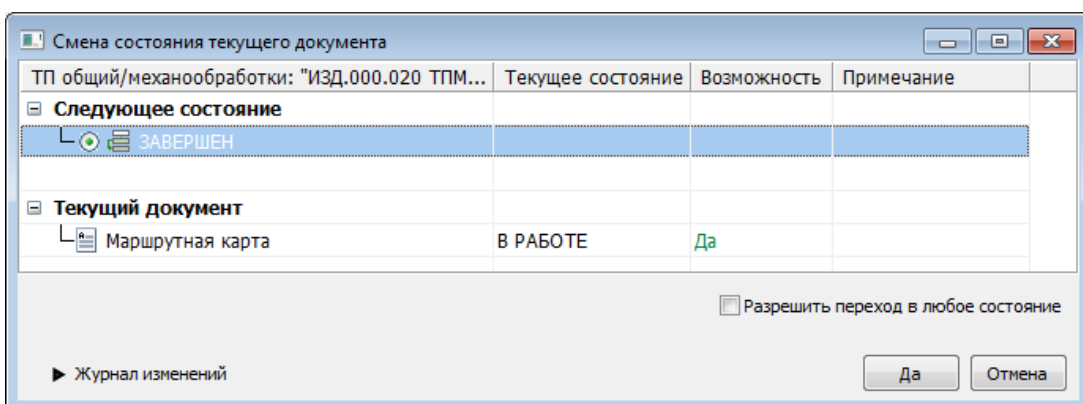 Смена состояния текущего документа
ТП общий/механообработки: "ИЗД.000.020 ТПМ... Текущее состояние Возможность Примечание
Следующее состояние
ЗАВЕРШЕН
Текущий документ
Маршрутная карта В РАБОТЕ Да
Разрешить переход в любое состояние
Журнал изменений Да Отмена